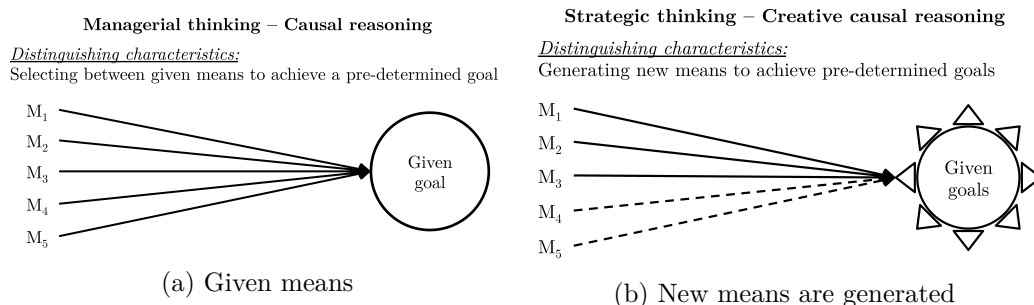 Managerial thinking – Causal reasoning
Distinguishing characteristics:
Selecting between given means to achieve a pre-determined goal
M1
M2
M3
M4
M5
Given
goal
(a) Given means
Strategic thinking – Creative causal reasoning
Distinguishing characteristics:
Generating new means to achieve pre-determined goals
M1
M2
M3
M4
M5
Given
goals
(b) New means are generated